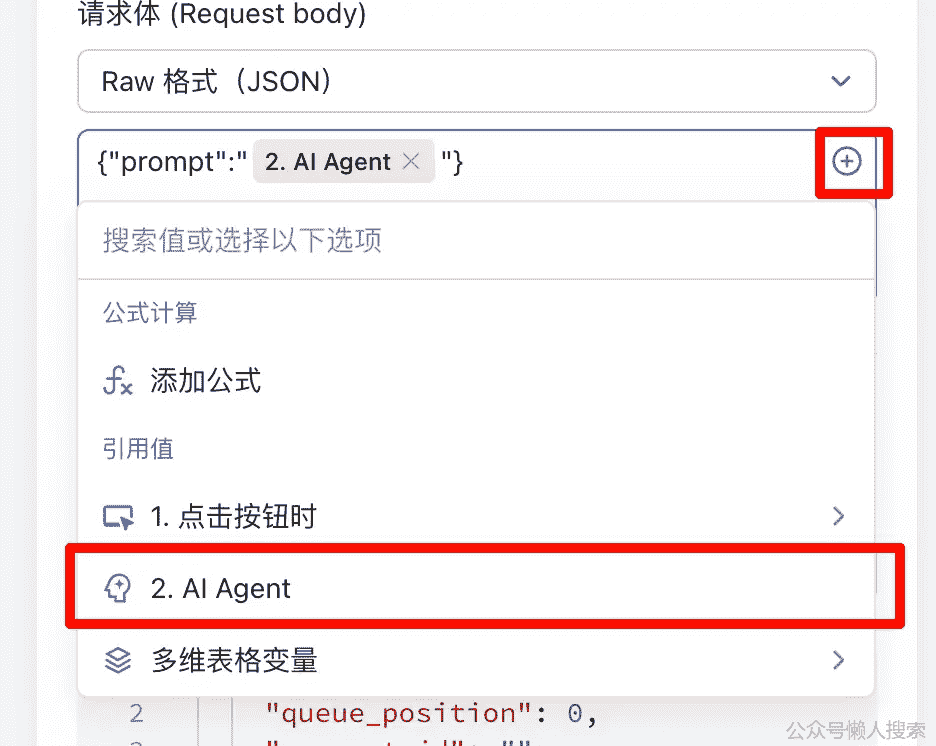 请求体 (Request body)
Raw 格式（JSON）
{"prompt":" 2. AI Agent × "}
搜索值或选择以下选项
公式计算
添加公式
引用值
1. 点击按钮时
2. AI Agent
多维表格变量
2 "queue_position": 0,
公众号懒人搜索